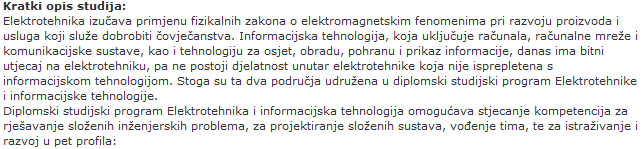 Kratki opis studija:
Elektrotehnika izučava primjenu fizikalnih zakona o elektromagnetskim fenomenima pri razvoju proizvoda i
usluga koji služe dobrobiti čovječanstva. Informacijska tehnologija, koja uključuje računala, računalne mreže i
komunikacijske sustave, kao i tehnologiju za osjet, obradu, pohranu i prikaz informacije, danas ima bitni
utjecaj na elektrotehniku, pa ne postoji djelatnost unutar elektrotehnike koja nije isprepletena s
informacijskom tehnologijom. Stoga su ta dva područja udružena u diplomski studijski program Elektrotehnike
i informacijske tehnologije.
Diplomski studijski program Elektrotehnika i informacijska tehnologija omogućava stjecanje kompetencija za
rješavanje složenih inženjerskih problema, za projektiranje složenih sustava, vođenje tima, te za istraživanje i
razvoj u pet profila: